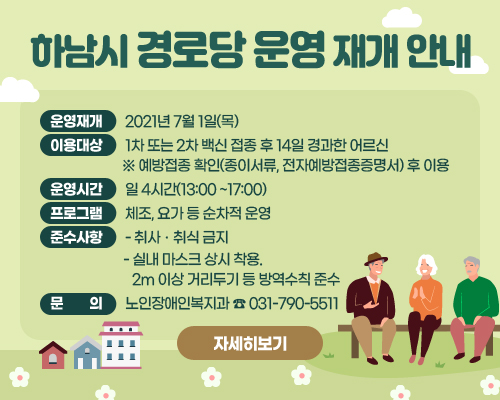 하남시 경로당 운영 재개 안내
운영재개 2021년 7월 1일(목)
이용대상 1차 또는 2차 백신 접종 후 14일 경과한 어르신
※ 예방접종 확인(종이서류, 전자예방접종증명서) 후 이용
운영시간 일 4시간(13:00 ~17:00)
프로그램 체조, 요가 등 순차적 운영
준수사항 - 취사 · 취식 금지
- 실내 마스크 상시 착용.
2m 이상 거리두기 등 방역수칙 준수
문 의 노인장애인복지과 ☎ 031-790-5511
자세히보기